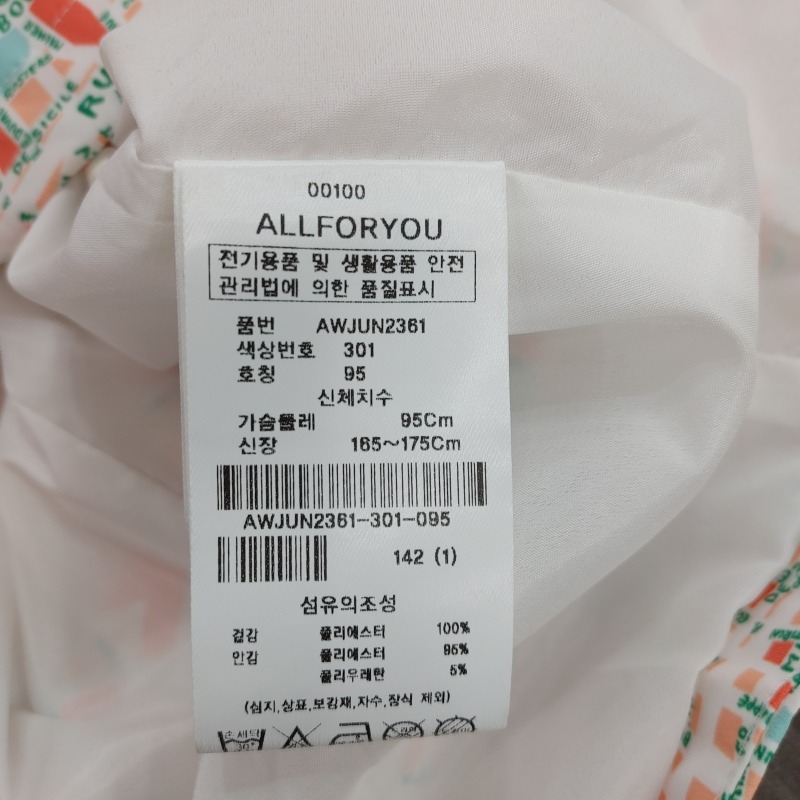 00100
ALLFORYOU
전기용품 및 생활용품 안전
관리법에 의한 품질표시
품번 AWJUN2361
색상번호 301
호칭 95
신체치수
가슴둘레 95Cm
신장 165~175Cm
AWJUN2361-301-095
142 (1)
섬유의조성
겉감 폴리에스터 100%
안감 폴리에스터 95%
폴리우레탄 5%
(심지,상표,보강재,자수,장식 제외)
손세탁
30°